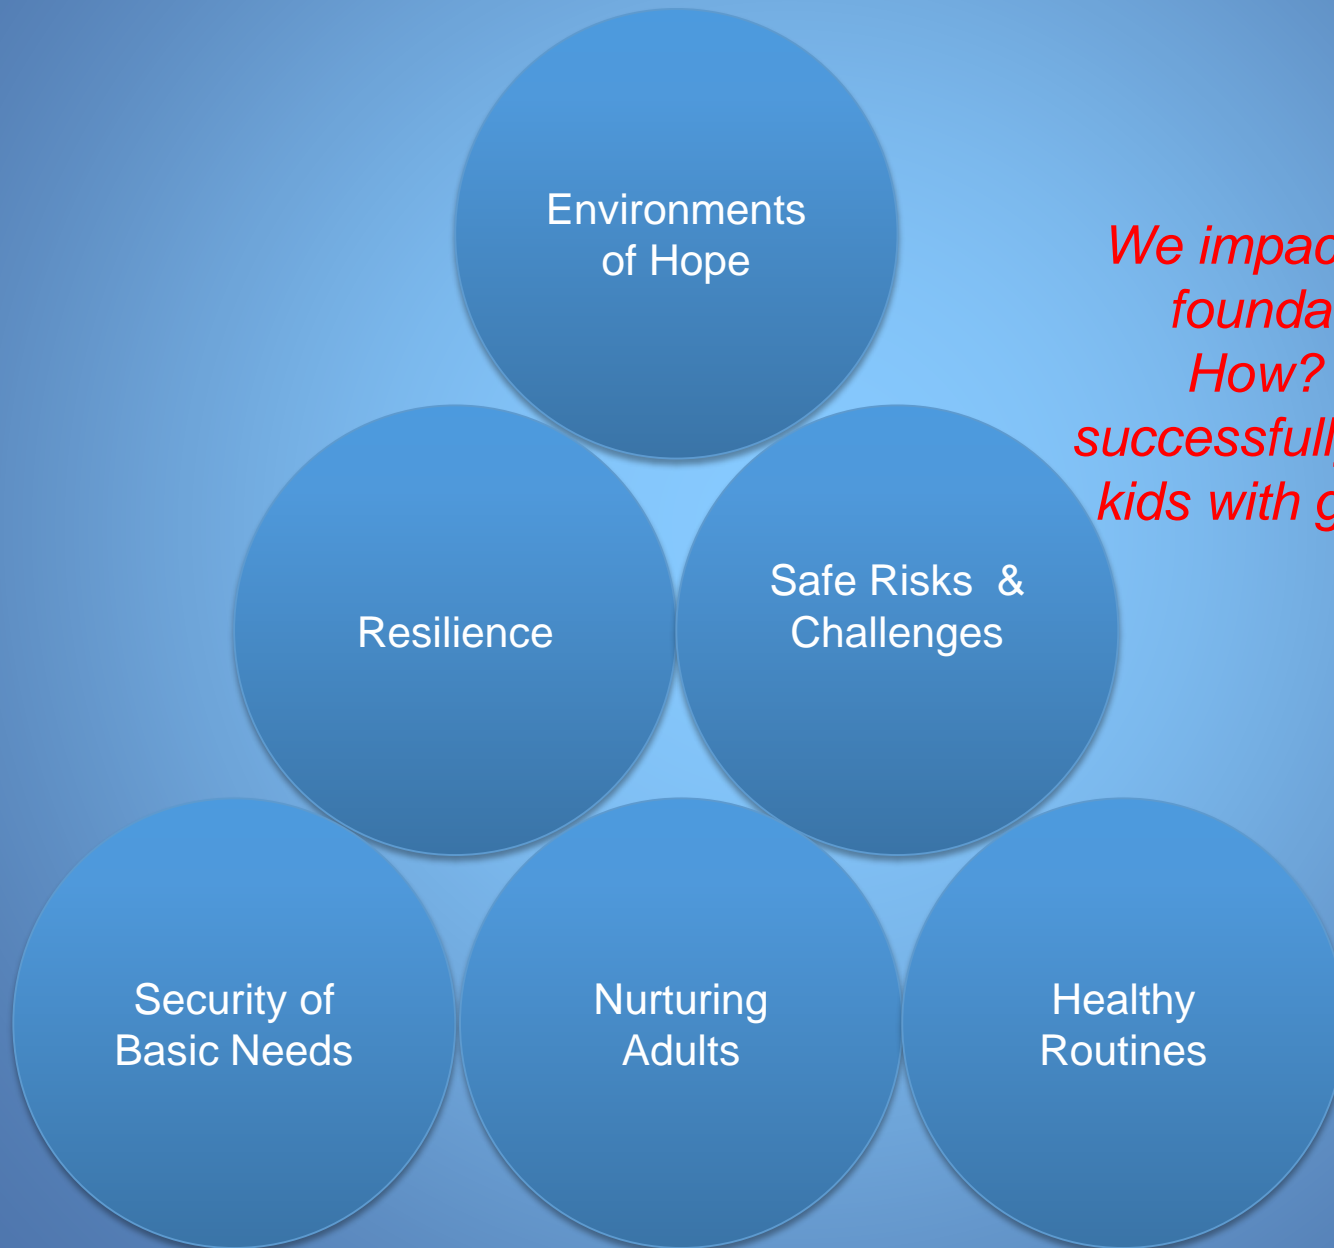 Environments
of Hope
We impac
founda
How?
successfull
kids with g
Resilience
Safe Risks &
Challenges
Security of
Basic Needs
Nurturing
Adults
Healthy
Routines